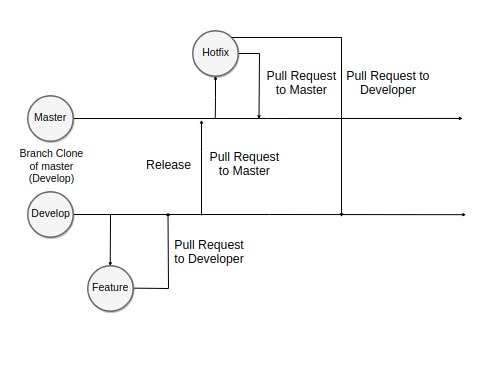 Hotfix
Pull Request
to Master
Pull Request to
Developer
Master
Branch Clone
of master
(Develop)
Release
Pull Request
to Master
Develop
Pull Request
to Developer
Feature